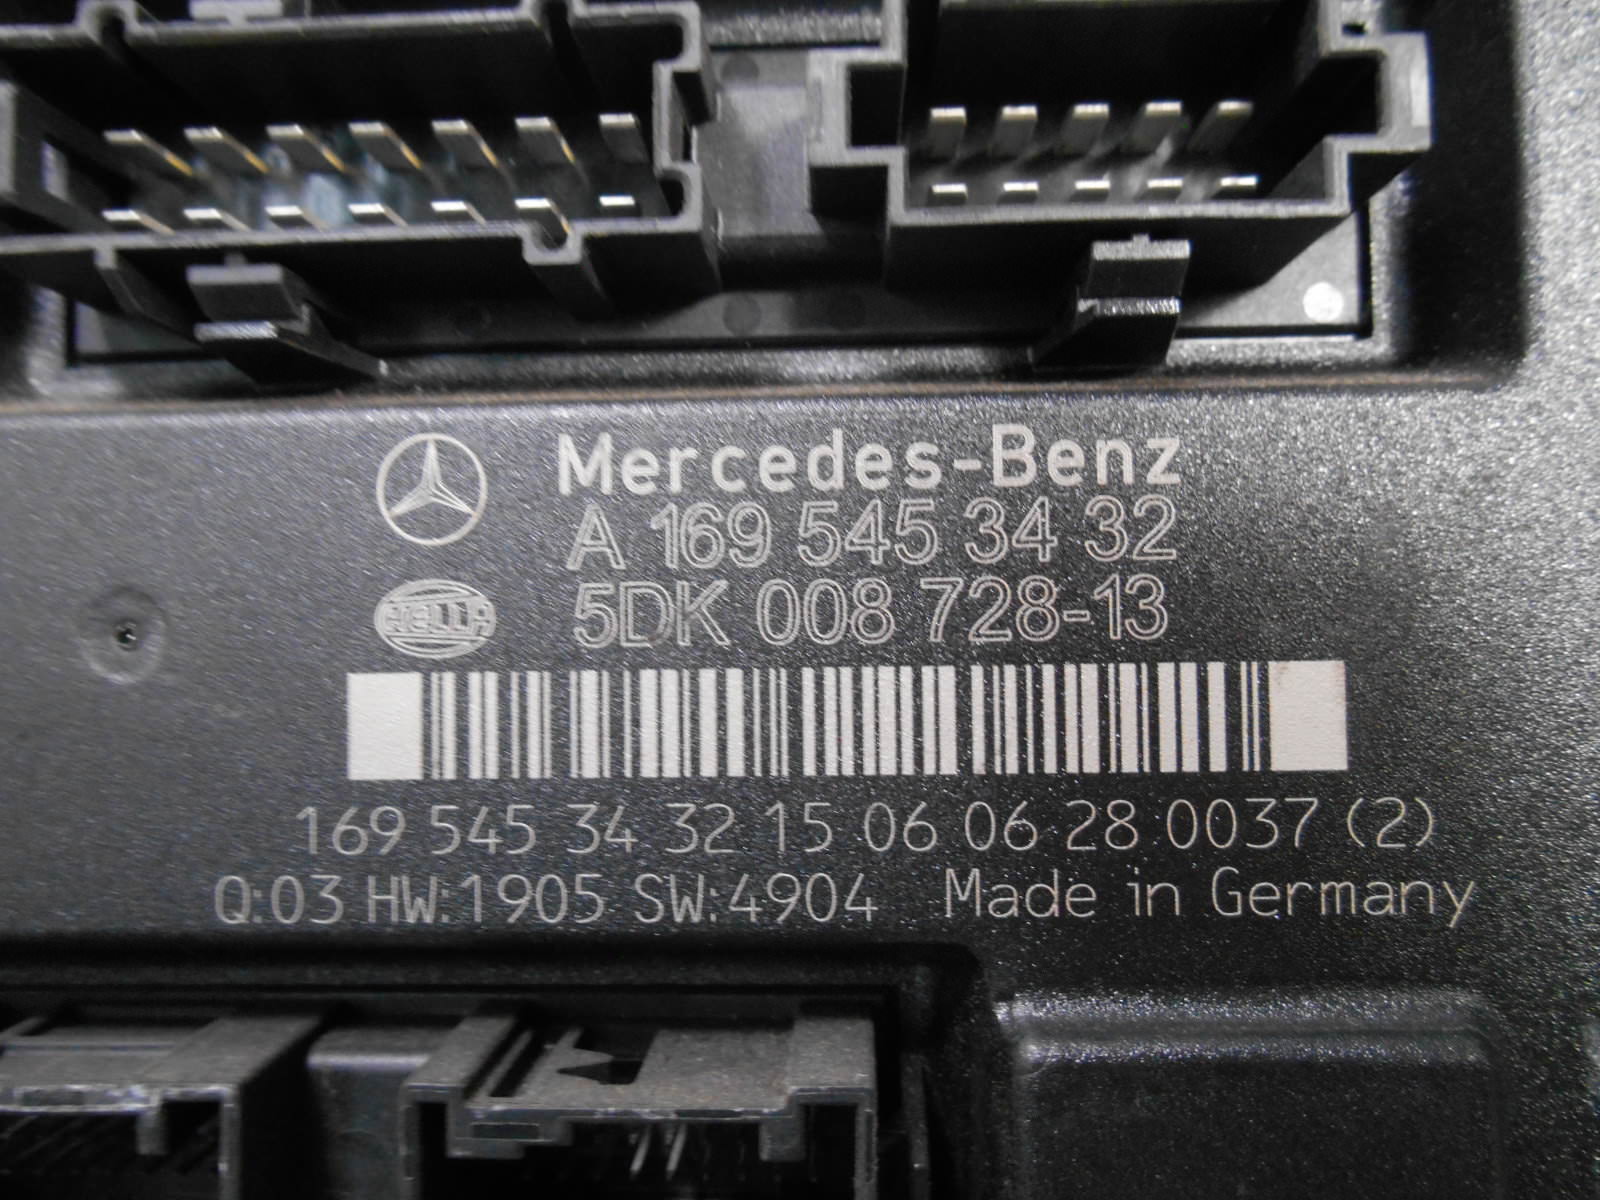 Mercedes-Benz
A 169 545 34 32
HELLA
5DK 008 728-13
169 545 34 32 15 06 06 28 0037 (2)
Q:03 HW:1905 SW:4904 Made in Germany